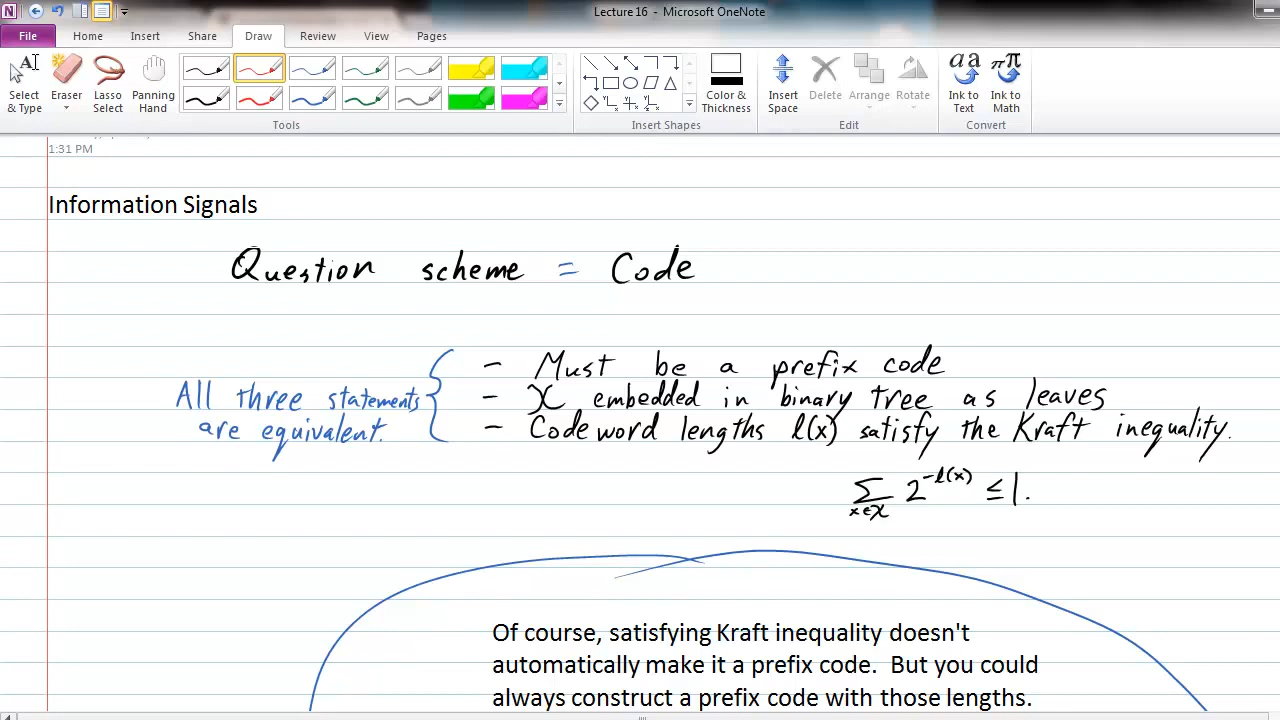 Lecture 16 - Microsoft OneNote
File Home Insert Share Draw Review View Pages
Select & Type
Eraser
Lasso Select
Panning Hand
Color & Thickness
Insert Space
Delete
Arrange
Rotate
Ink to Text
Ink to Math
Tools Insert Shapes Edit Convert
1:31 PM
Information Signals
Question scheme = Code
All three statements are equivalent.
- Must be a prefix code
- 𝒳 embedded in binary tree as leaves
- Codeword lengths l(x) satisfy the Kraft inequality.
∑_{x∈𝒳} 2^{-l(x)} ≤ 1.
Of course, satisfying Kraft inequality doesn't
automatically make it a prefix code. But you could
always construct a prefix code with those lengths.